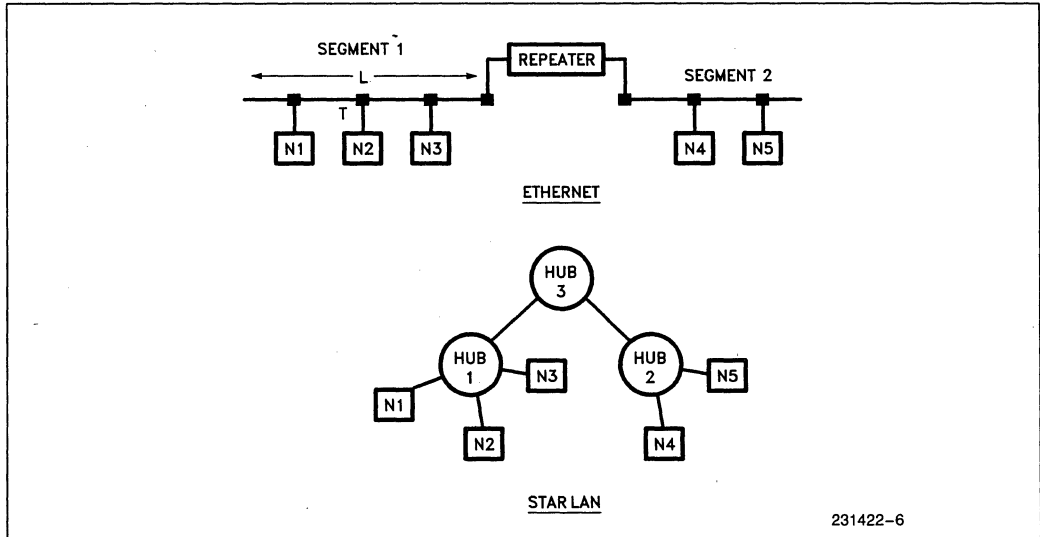 SEGMENT 1
REPEATER
L
SEGMENT 2
T
N1 N2 N3 N4 N5
ETHERNET
HUB
3
HUB
1
HUB
2
N3
N5
N1
N2
N4
STAR LAN
231422-6